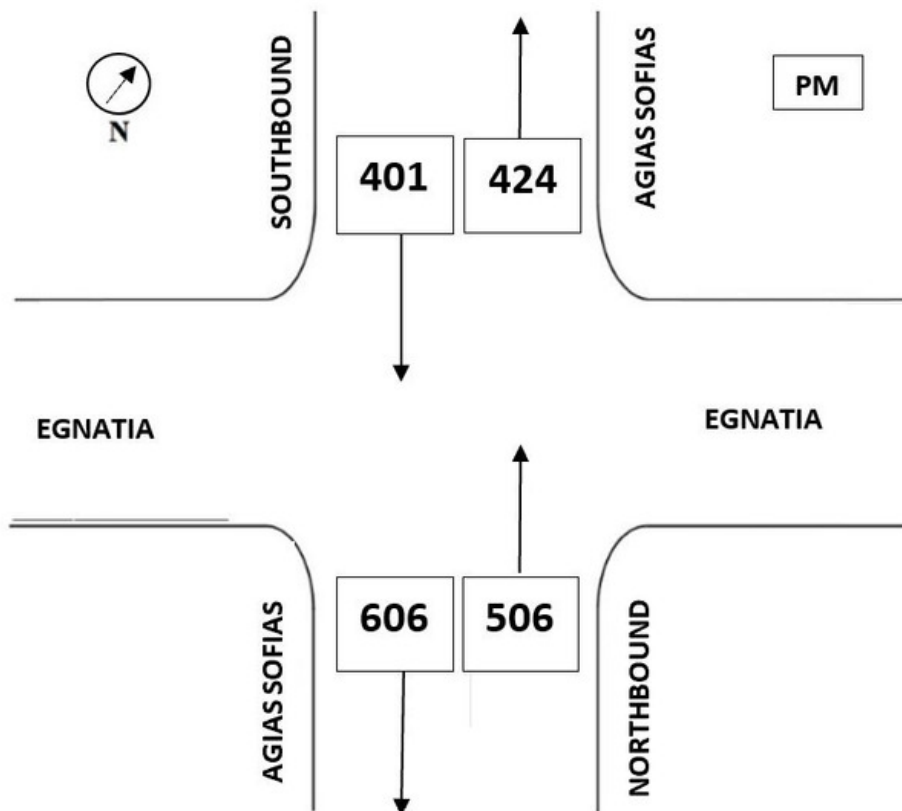 N
SOUTHBOUND
AGIAS SOFIAS
PM
401
424
EGNATIA
EGNATIA
606
506
AGIAS SOFIAS
NORTHBOUND